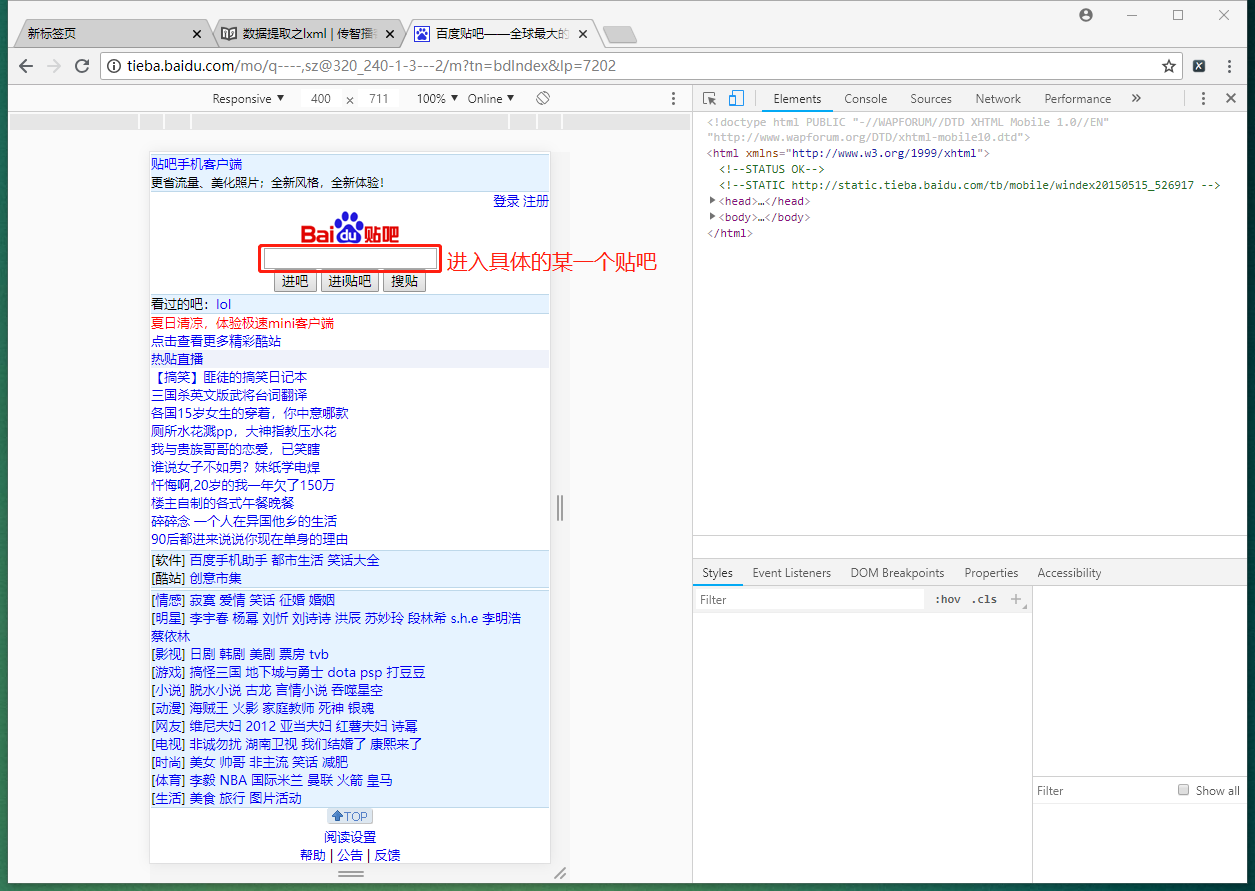 新标签页
数据提取之lxml | 传智播
百度贴吧——全球最大的
tieba.baidu.com/mo/q----,sz@320_240-1-3---2/m?tn=bdIndex&lp=7202
Responsive 400 × 711 100% Online
Elements Console Sources Network Performance »
<!doctype html PUBLIC "-//WAPFORUM//DTD XHTML Mobile 1.0//EN"
"http://www.wapforum.org/DTD/xhtml-mobile10.dtd">
<html xmlns="http://www.w3.org/1999/xhtml">
<!--STATUS OK-->
<!--STATIC http://static.tieba.baidu.com/tb/mobile/windex20150515_526917 -->
<head>…</head>
<body>…</body>
</html>
贴吧手机客户端
更省流量、美化照片；全新风格，全新体验！
登录 注册
Bai du 贴吧
进入具体的某一个贴吧
进吧 进i贴吧 搜贴
看过的吧：lol
夏日清凉，体验极速mini客户端
点击查看更多精彩酷站
热贴直播
【搞笑】匪徒的搞笑日记本
三国杀英文版武将台词翻译
各国15岁女生的穿着，你中意哪款
厕所水花溅pp，大神指教压水花
我与贵族哥哥的恋爱，已笑瞎
谁说女子不如男？妹纸学电焊
忏悔啊,20岁的我一年欠了150万
楼主自制的各式午餐晚餐
碎碎念 一个人在异国他乡的生活
90后都进来说说你现在单身的理由
[软件] 百度手机助手 都市生活 笑话大全
[酷站] 创意市集
[情感] 寂寞 爱情 笑话 征婚 婚姻
[明星] 李宇春 杨幂 刘忻 刘诗诗 洪辰 苏妙玲 段林希 s.h.e 李明浩
蔡依林
[影视] 日剧 韩剧 美剧 票房 tvb
[游戏] 搞怪三国 地下城与勇士 dota psp 打豆豆
[小说] 脱水小说 古龙 言情小说 吞噬星空
[动漫] 海贼王 火影 家庭教师 死神 银魂
[网友] 维尼夫妇 2012 亚当夫妇 红薯夫妇 诗幂
[电视] 非诚勿扰 湖南卫视 我们结婚了 康熙来了
[时尚] 美女 帅哥 非主流 笑话 减肥
[体育] 李毅 NBA 国际米兰 曼联 火箭 皇马
[生活] 美食 旅行 图片活动
TOP
阅读设置
帮助 | 公告 | 反馈
Styles Event Listeners DOM Breakpoints Properties Accessibility
Filter :hov .cls +
Filter Show all